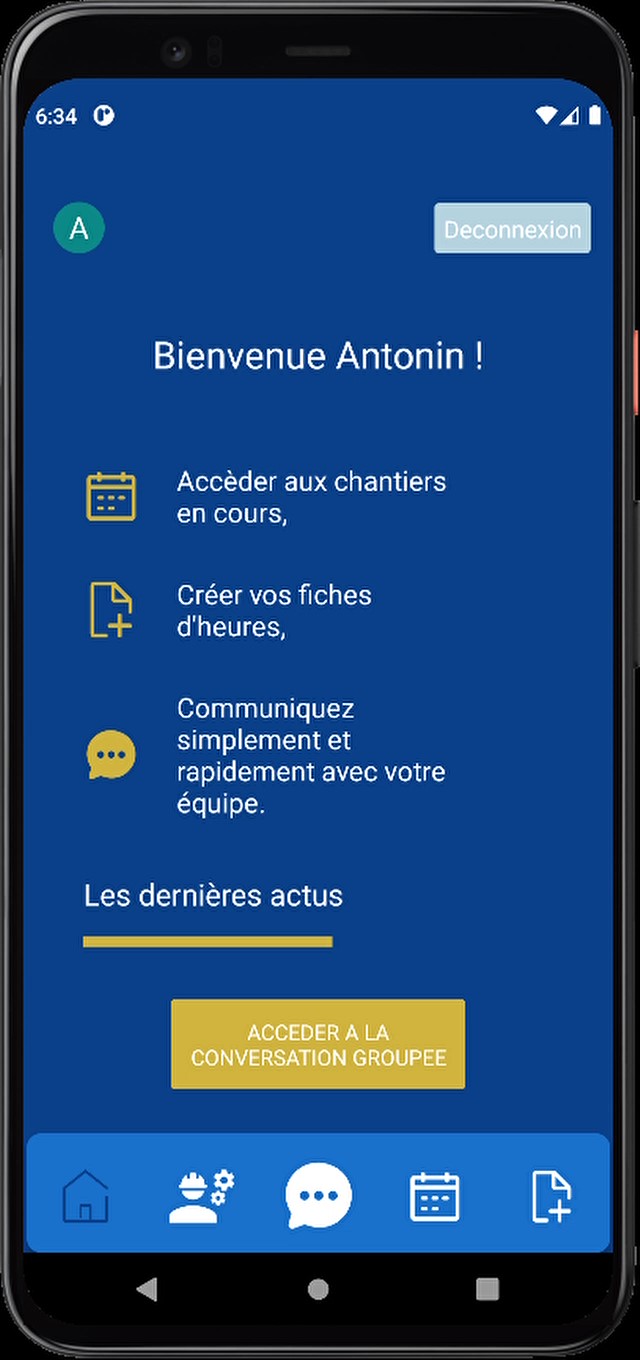 6:34
A
Deconnexion
Bienvenue Antonin !
Accèder aux chantiers
en cours,
Créer vos fiches
d'heures,
Communiquez
simplement et
rapidement avec votre
équipe.
Les dernières actus
ACCEDER A LA
CONVERSATION GROUPEE